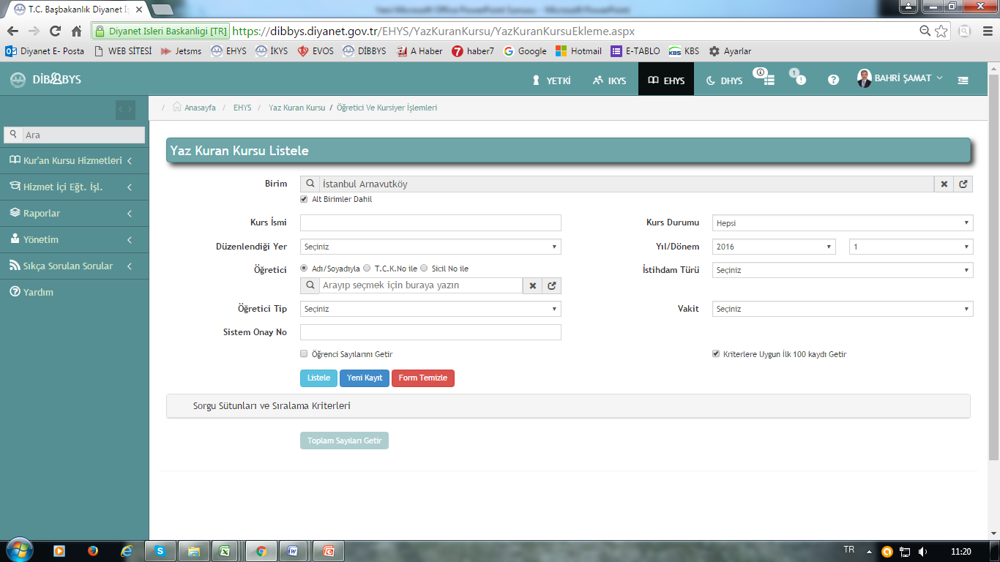 Yeni Microsoft Office PowerPoint Sunusu - Microsoft PowerPoint
T.C. Başbakanlık Diyanet İş
Diyanet Isleri Baskanligi [TR] https://dibbys.diyanet.gov.tr/EHYS/YazKuranKursu/YazKuranKursuEkleme.aspx
Diyanet E- Posta WEB SİTESİ Jetsms EHYS İKYS EVOS DİBBYS A Haber haber7 Google Hotmail E-TABLO KBS Ayarlar
DİBBYS YETKİ IKYS EHYS DHYS 1 BAHRİ ŞAMAT
/ Anasayfa / EHYS / Yaz Kuran Kursu / Öğretici Ve Kursiyer İşlemleri
Ara
Kur'an Kursu Hizmetleri
Hizmet İçi Eğt. İşl.
Raporlar
Yönetim
Sıkça Sorulan Sorular
Yardım
Yaz Kuran Kursu Listele
Birim İstanbul Arnavutköy
Alt Birimler Dahil
Kurs İsmi Kurs Durumu Hepsi
Düzenlendiği Yer Seçiniz Yıl/Dönem 2016 1
Öğretici Adı/Soyadıyla T.C.K.No ile Sicil No ile İstihdam Türü Seçiniz
Arayıp seçmek için buraya yazın
Öğretici Tip Seçiniz Vakit Seçiniz
Sistem Onay No
Öğrenci Sayılarını Getir Kriterlere Uygun İlk 100 kaydı Getir
Listele Yeni Kayıt Form Temizle
Sorgu Sütunları ve Sıralama Kriterleri
Toplam Sayıları Getir
TR 11:20